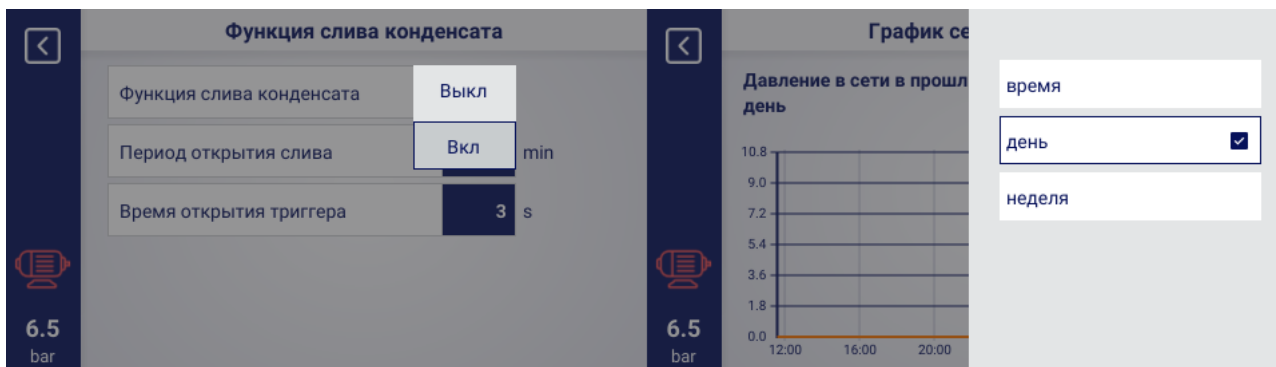 Функция слива конденсата
Функция слива конденсата
Выкл
Вкл
Период открытия слива
min
Время открытия триггера
3 s
6.5
bar
График се
Давление в сети в прошл
день
10.8
9.0
7.2
5.4
3.6
1.8
0.0
12:00 16:00 20:00
6.5
bar
время
день
неделя